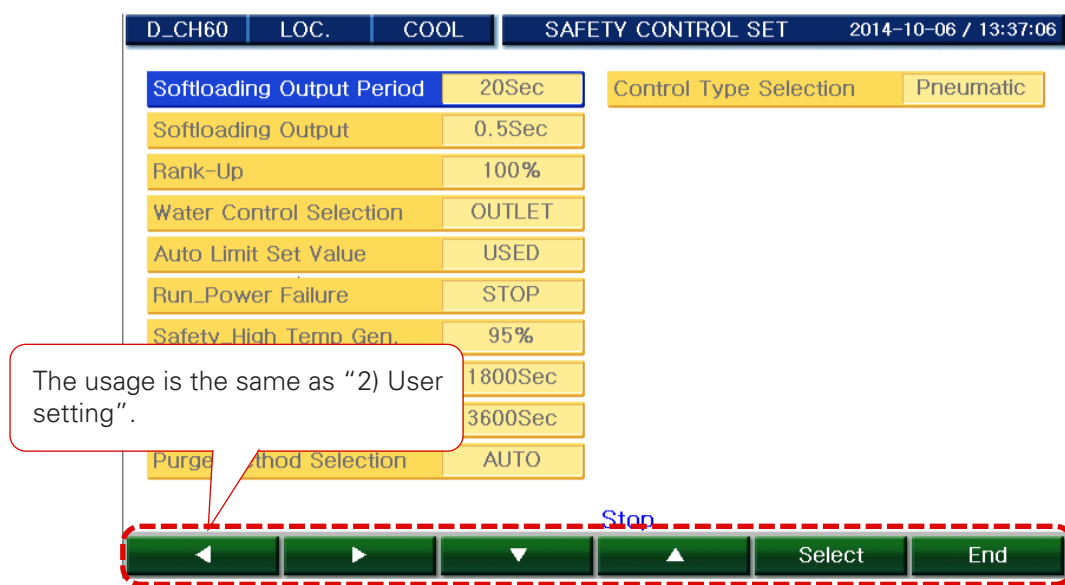 D_CH60 LOC. COOL SAFETY CONTROL SET 2014-10-06 / 13:37:06
Softloading Output Period 20Sec Control Type Selection Pneumatic
Softloading Output 0.5Sec
Rank-Up 100%
Water Control Selection OUTLET
Auto Limit Set Value USED
Run_Power Failure STOP
Safety_High Temp Gen. 95%
The usage is the same as “2) User
setting”.
1800Sec
3600Sec
Purge Selection AUTO
Stop
◀ ▶ ▼ ▲ Select End